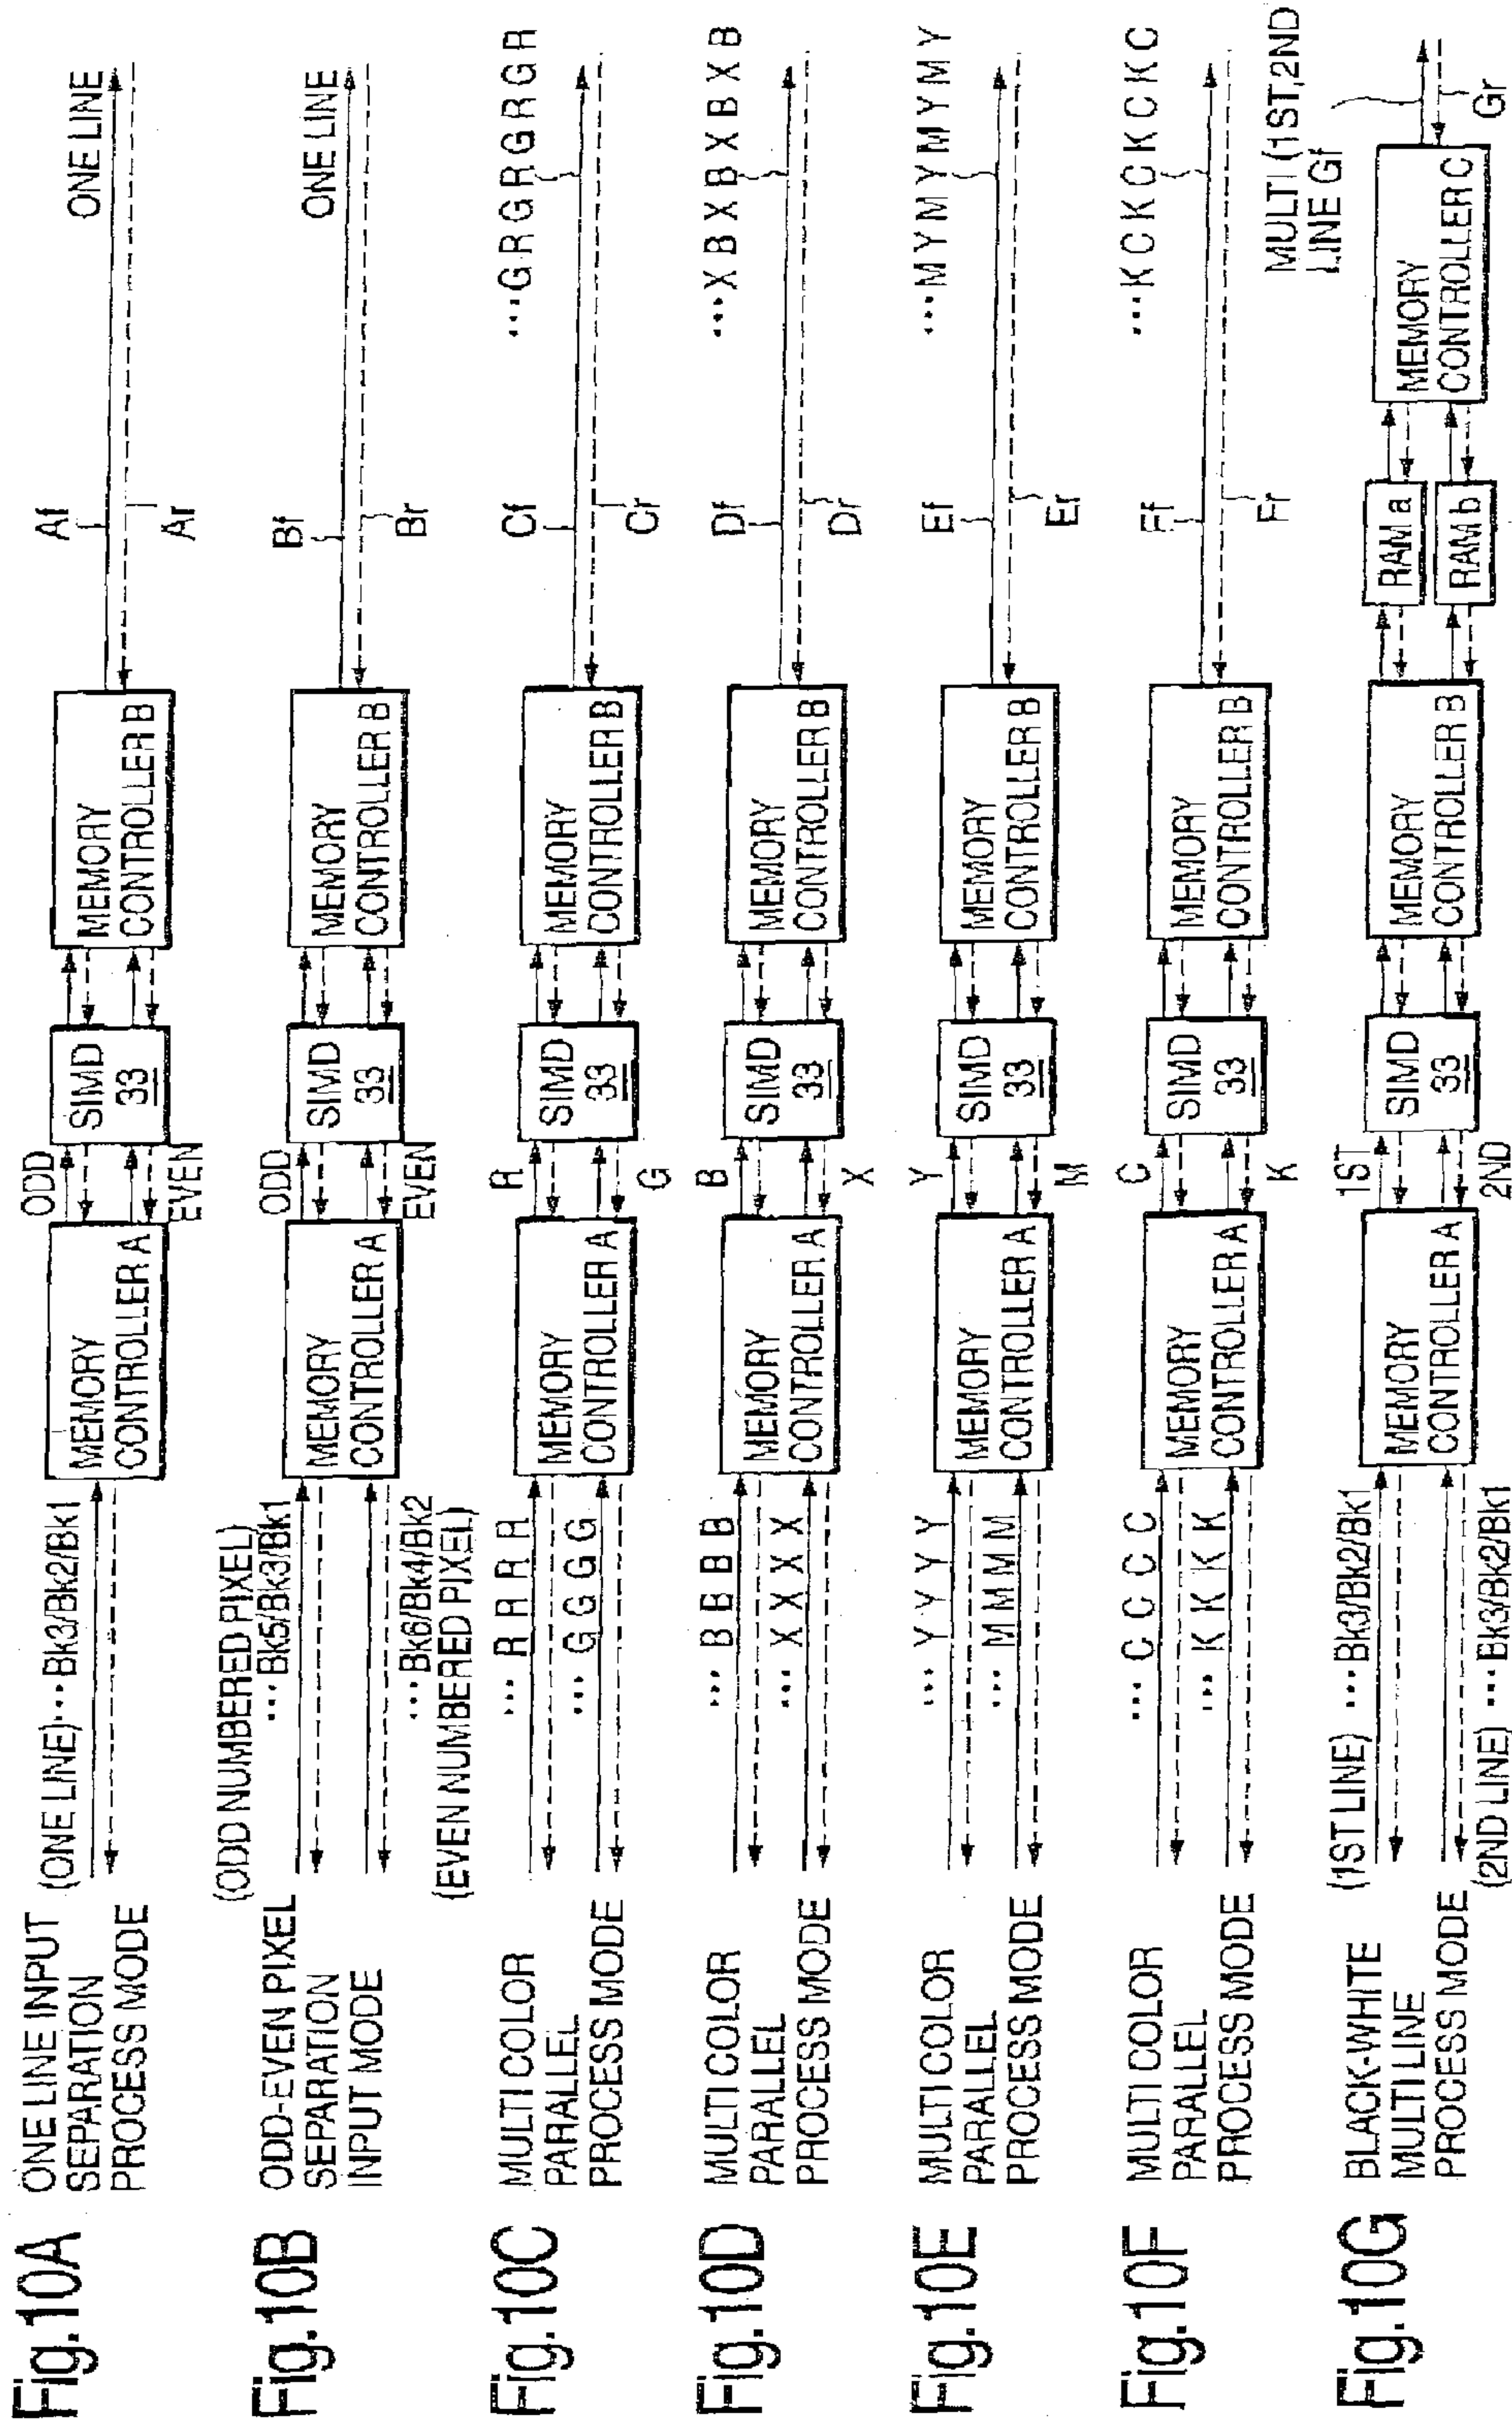 Fig.10A
ONE LINE INPUT
SEPARATION
PROCESS MODE
(ONE LINE)···Bk3/Bk2/Bk1
MEMORY
CONTROLLER A
ODD
EVEN
SIMD
33
MEMORY
CONTROLLER B
Af
Ar
ONE LINE
Fig.10B
ODD-EVEN PIXEL
SEPARATION
INPUT MODE
(ODD NUMBERED PIXEL)
···Bk5/Bk3/Bk1
···Bk6/Bk4/Bk2
(EVEN NUMBERED PIXEL)
MEMORY
CONTROLLER A
ODD
EVEN
SIMD
33
MEMORY
CONTROLLER B
Bf
Br
ONE LINE
Fig.10C
MULTI COLOR
PARALLEL
PROCESS MODE
··· R R R R
··· G G G G
MEMORY
CONTROLLER A
R
G
SIMD
33
MEMORY
CONTROLLER B
Cf
Cr
···G R G R G R G R
Fig.10D
MULTI COLOR
PARALLEL
PROCESS MODE
··· B B B B
··· X X X X
MEMORY
CONTROLLER A
B
X
SIMD
33
MEMORY
CONTROLLER B
Df
Dr
···X B X B X B X B
Fig.10E
MULTI COLOR
PARALLEL
PROCESS MODE
··· Y Y Y Y
··· M M M M
MEMORY
CONTROLLER A
Y
M
SIMD
33
MEMORY
CONTROLLER B
Ef
Er
···M Y M Y M Y M Y
Fig.10F
MULTI COLOR
PARALLEL
PROCESS MODE
··· C C C C
··· K K K K
MEMORY
CONTROLLER A
C
K
SIMD
33
MEMORY
CONTROLLER B
Ff
Fr
···K C K C K C K C
Fig.10G
BLACK-WHITE
MULTI LINE
PROCESS MODE
(1ST LINE) ···Bk3/Bk2/Bk1
(2ND LINE) ···Bk3/Bk2/Bk1
MEMORY
CONTROLLER A
1ST
2ND
SIMD
33
MEMORY
CONTROLLER B
RAM a
RAM b
MEMORY
CONTROLLER C
MULTI (1ST,2ND
LINE Gf
Gr